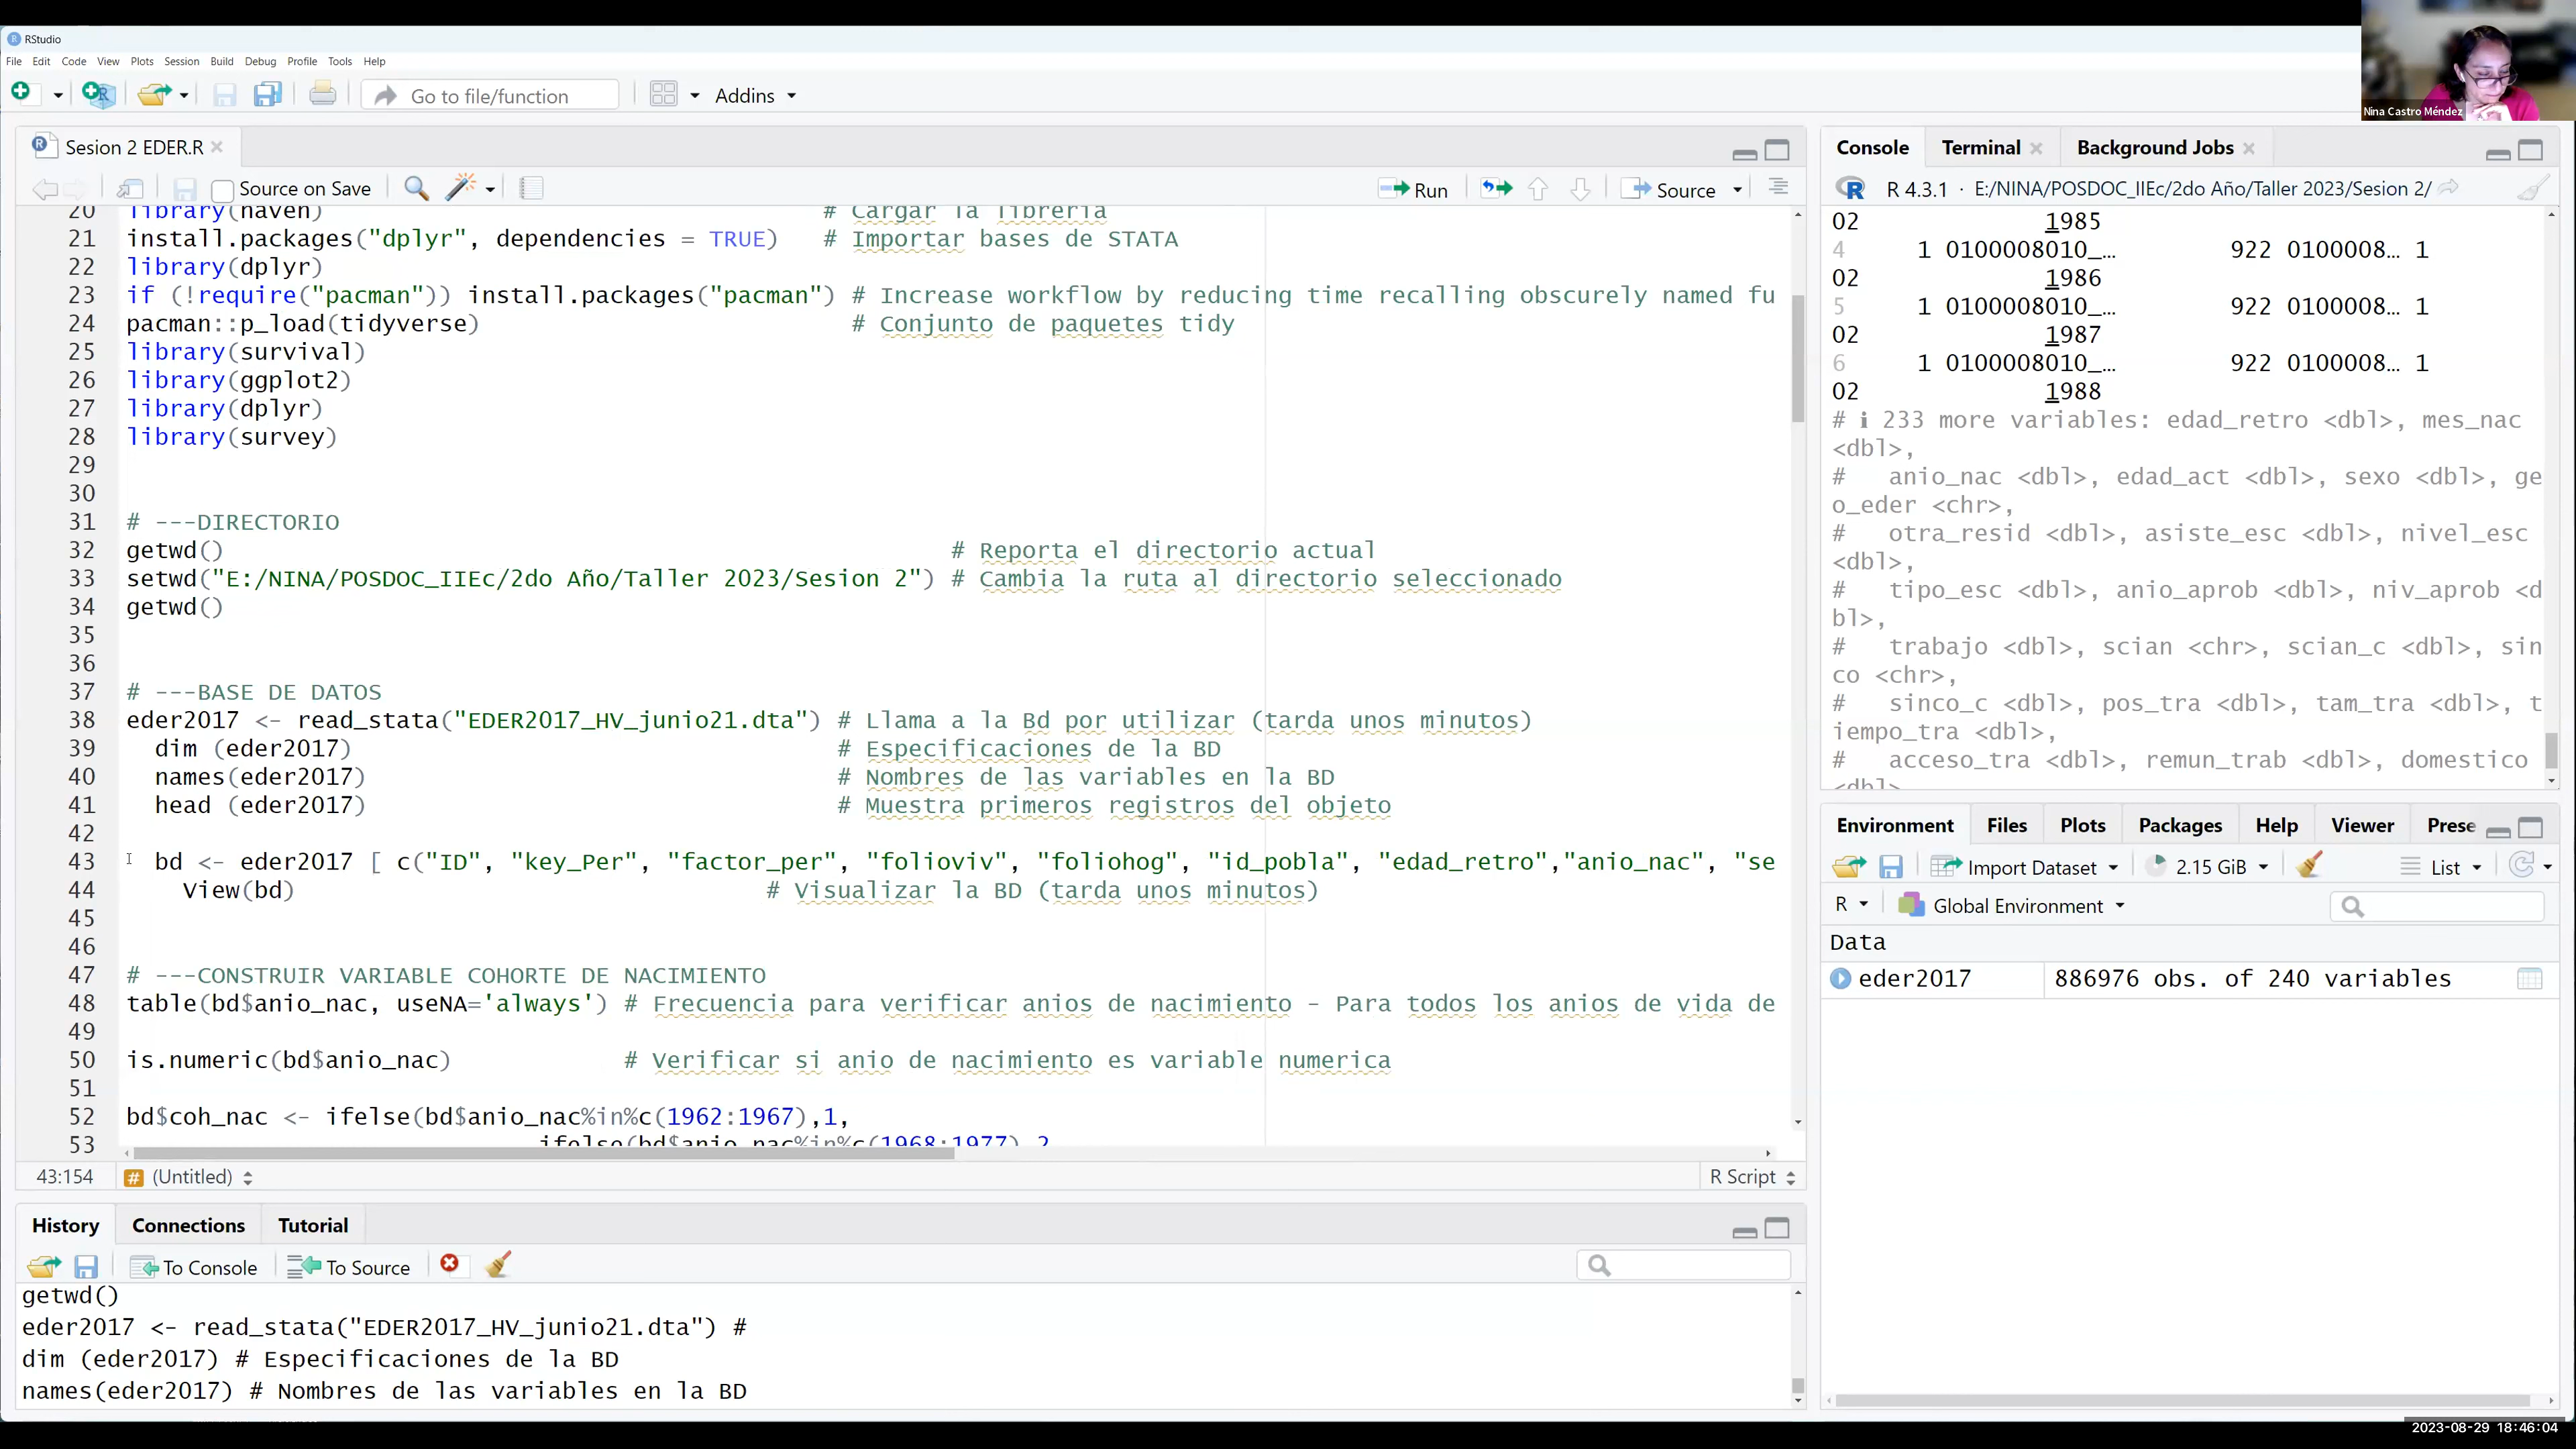 RStudio
File Edit Code View Plots Session Build Debug Profile Tools Help
Go to file/function Addins
Nina Castro Méndez
Sesion 2 EDER.R
Source on Save Run Source
20 library(haven) # Cargar la librería
21 install.packages("dplyr", dependencies = TRUE) # Importar bases de STATA
22 library(dplyr)
23 if (!require("pacman")) install.packages("pacman") # Increase workflow by reducing time recalling obscurely named fu
24 pacman::p_load(tidyverse) # Conjunto de paquetes tidy
25 library(survival)
26 library(ggplot2)
27 library(dplyr)
28 library(survey)
29
30
31 # ---DIRECTORIO
32 getwd() # Reporta el directorio actual
33 setwd("E:/NINA/POSDOC_IIEc/2do Año/Taller 2023/Sesion 2") # Cambia la ruta al directorio seleccionado
34 getwd()
35
36
37 # ---BASE DE DATOS
38 eder2017 <- read_stata("EDER2017_HV_junio21.dta") # Llama a la Bd por utilizar (tarda unos minutos)
39 dim (eder2017) # Especificaciones de la BD
40 names(eder2017) # Nombres de las variables en la BD
41 head (eder2017) # Muestra primeros registros del objeto
42
43 bd <- eder2017 [ c("ID", "key_Per", "factor_per", "folioviv", "foliohog", "id_pobla", "edad_retro","anio_nac", "se
44 View(bd) # Visualizar la BD (tarda unos minutos)
45
46
47 # ---CONSTRUIR VARIABLE COHORTE DE NACIMIENTO
48 table(bd$anio_nac, useNA='always') # Frecuencia para verificar anios de nacimiento - Para todos los anios de vida de
49
50 is.numeric(bd$anio_nac) # Verificar si anio de nacimiento es variable numerica
51
52 bd$coh_nac <- ifelse(bd$anio_nac%in%c(1962:1967),1,
53 ifelse(bd$anio_nac%in%c(1968:1977),2
43:154 (Untitled) R Script
History Connections Tutorial
To Console To Source
getwd()
eder2017 <- read_stata("EDER2017_HV_junio21.dta") #
dim (eder2017) # Especificaciones de la BD
names(eder2017) # Nombres de las variables en la BD
Console Terminal Background Jobs
R 4.3.1 · E:/NINA/POSDOC_IIEc/2do Año/Taller 2023/Sesion 2/
02 1985
4 1 0100008010_… 922 0100008… 1
02 1986
5 1 0100008010_… 922 0100008… 1
02 1987
6 1 0100008010_… 922 0100008… 1
02 1988
# ℹ 233 more variables: edad_retro <dbl>, mes_nac
<dbl>,
# anio_nac <dbl>, edad_act <dbl>, sexo <dbl>, ge
o_eder <chr>,
# otra_resid <dbl>, asiste_esc <dbl>, nivel_esc
<dbl>,
# tipo_esc <dbl>, anio_aprob <dbl>, niv_aprob <d
bl>,
# trabajo <dbl>, scian <chr>, scian_c <dbl>, sin
co <chr>,
# sinco_c <dbl>, pos_tra <dbl>, tam_tra <dbl>, t
iempo_tra <dbl>,
# acceso_tra <dbl>, remun_trab <dbl>, domestico
<dbl>
Environment Files Plots Packages Help Viewer Prese
Import Dataset 2.15 GiB List
R Global Environment
Data
eder2017 886976 obs. of 240 variables
2023-08-29 18:46:04